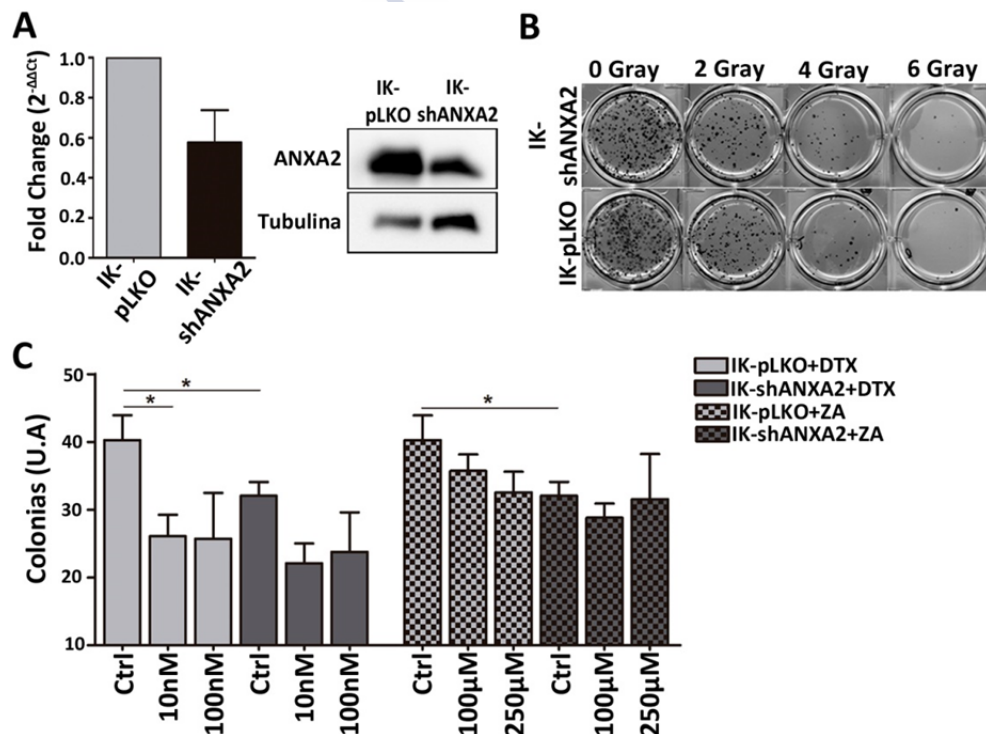 A
Fold Change (2^-ΔΔCt)
1.0
0.8
0.6
0.4
0.2
0.0
IK-
pLKO
IK-
shANXA2
IK- IK-
pLKO shANXA2
ANXA2
Tubulina
B
0 Gray 2 Gray 4 Gray 6 Gray
IK-
shANXA2
IK-pLKO
C
Colonias (U.A)
50
40
30
20
10
*
*
*
Ctrl 10nM 100nM Ctrl 10nM 100nM Ctrl 100µM 250µM Ctrl 100µM 250µM
IK-pLKO+DTX
IK-shANXA2+DTX
IK-pLKO+ZA
IK-shANXA2+ZA